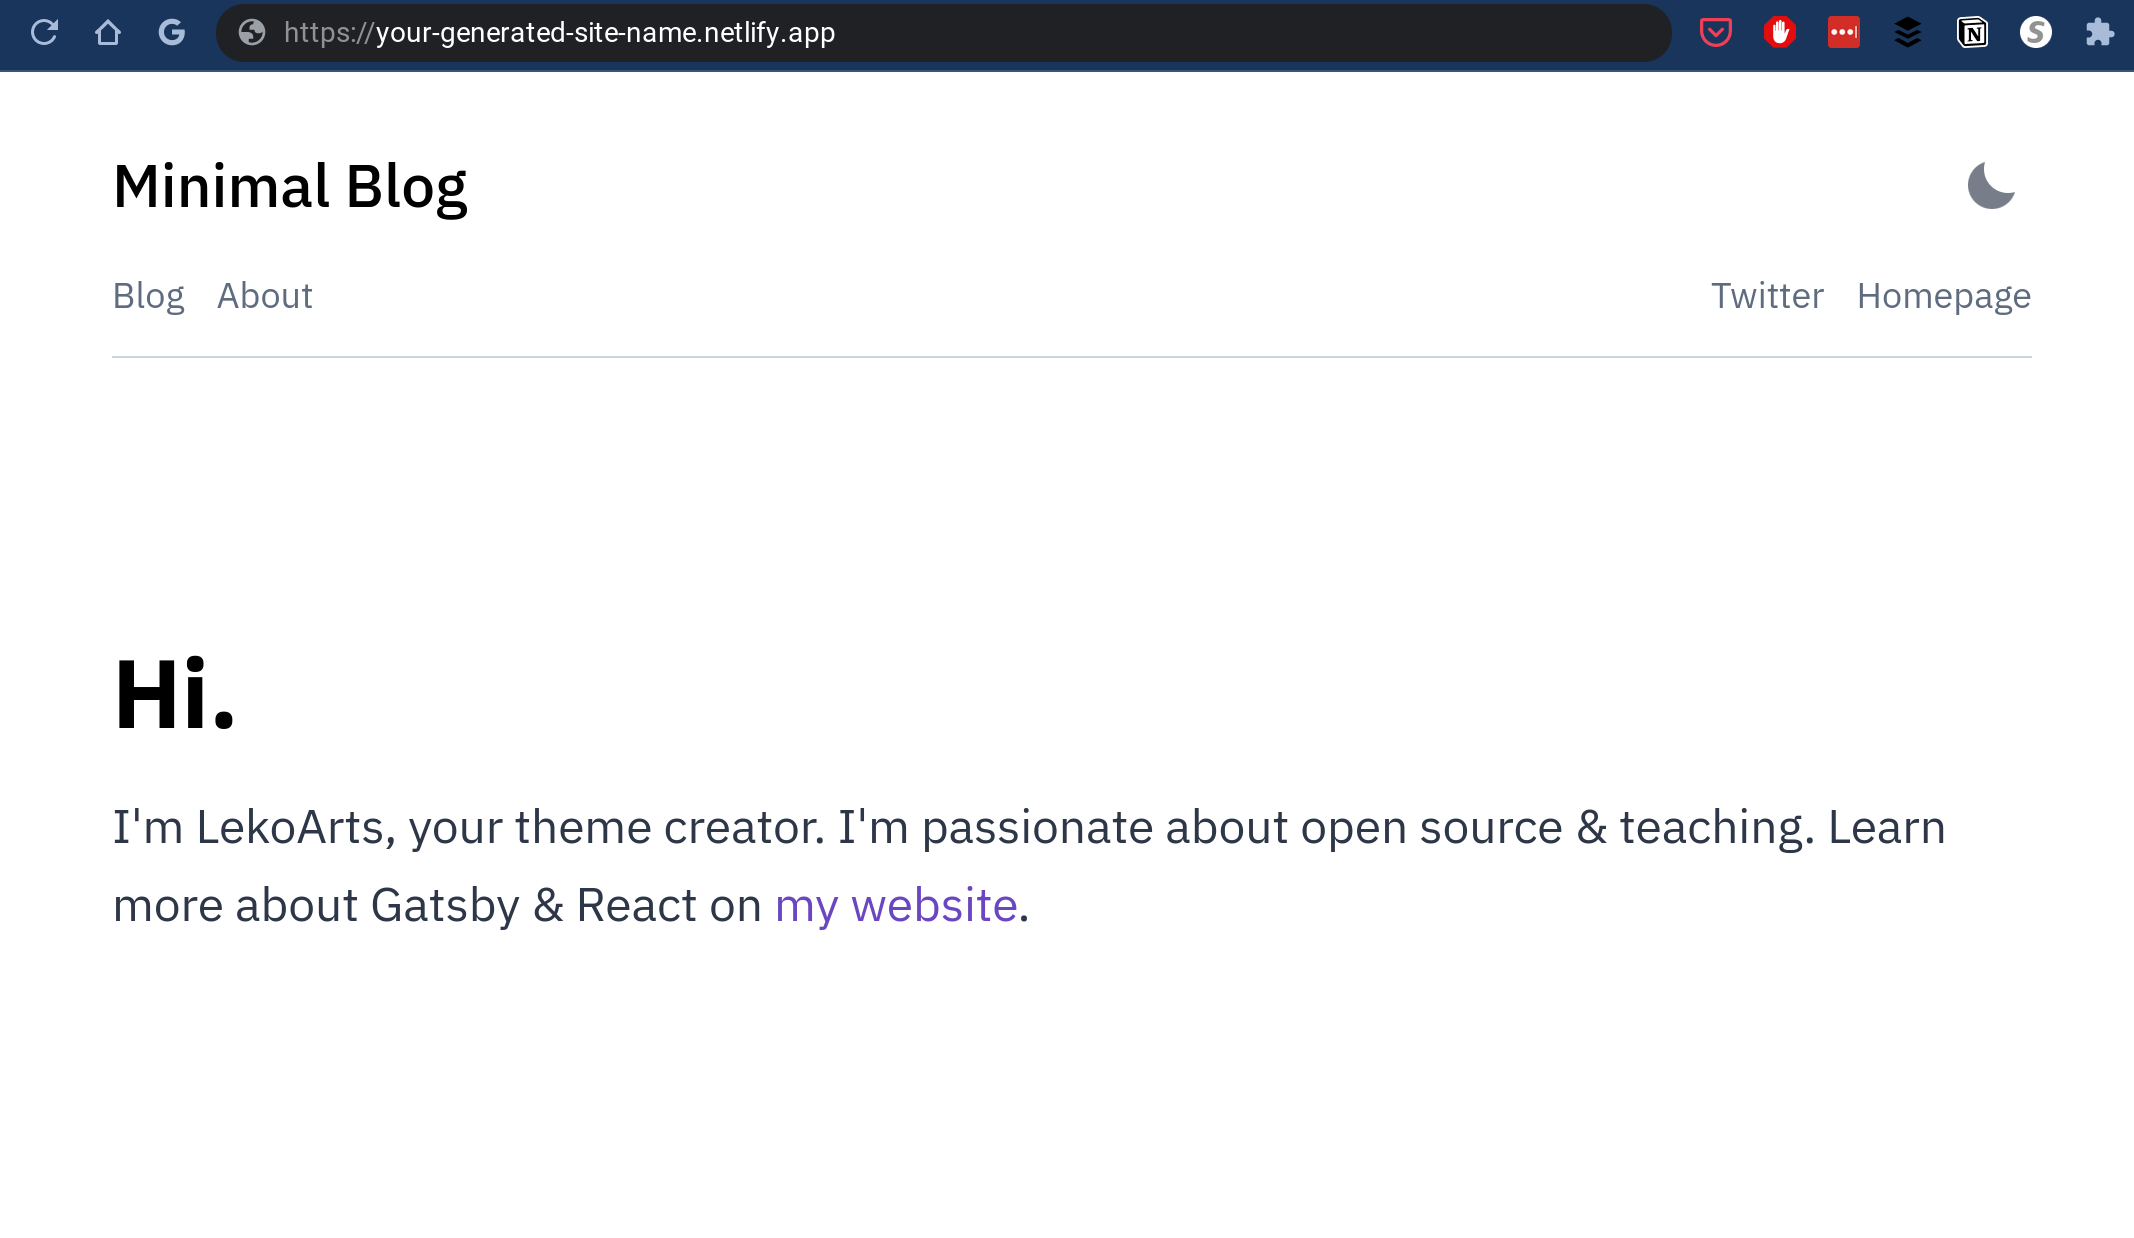 https://your-generated-site-name.netlify.app
Minimal Blog
Blog About Twitter Homepage
Hi.
I'm LekoArts, your theme creator. I'm passionate about open source & teaching. Learn
more about Gatsby & React on my website.